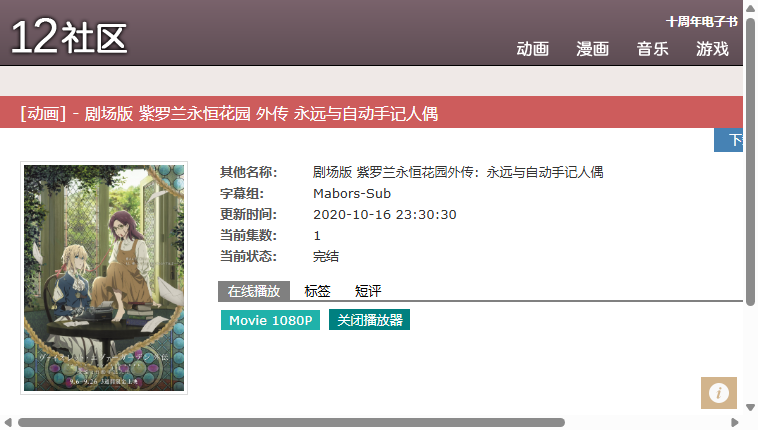 12社区
十周年电子书
动画 漫画 音乐 游戏
[动画] - 剧场版 紫罗兰永恒花园 外传 永远与自动手记人偶
其他名称: 剧场版 紫罗兰永恒花园外传：永远与自动手记人偶
字幕组: Mabors-Sub
更新时间: 2020-10-16 23:30:30
当前集数: 1
当前状态: 完结
在线播放 标签 短评
Movie 1080P 关闭播放器